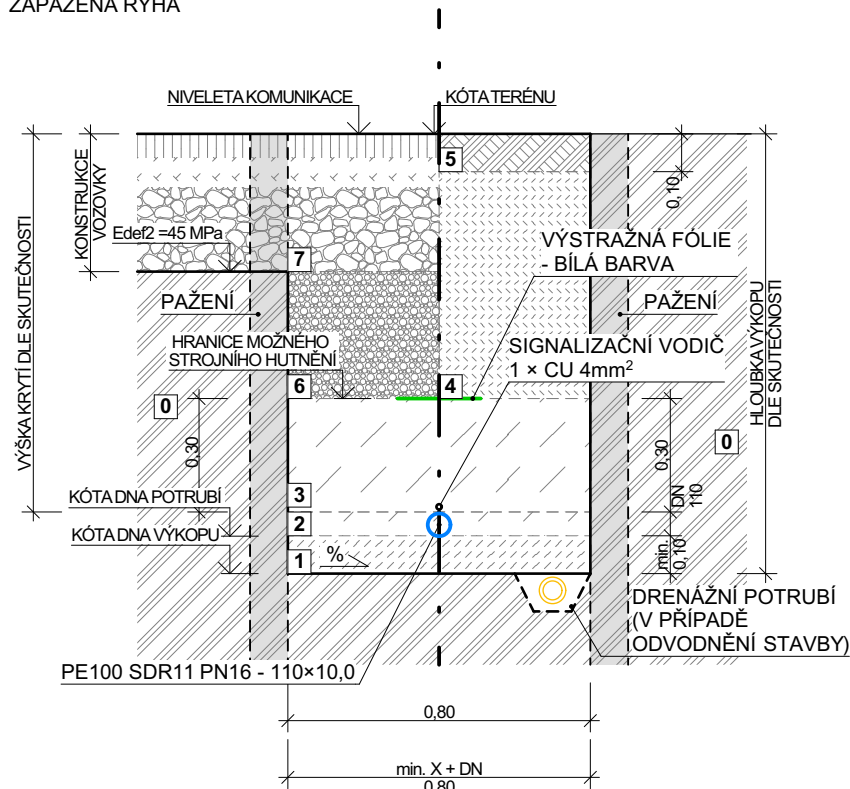 ZAPAŽENÁ RÝHA
NIVELETA KOMUNIKACE
KÓTA TERÉNU
5
0,10
KONSTRUKCE
VOZOVKY
Edef2 =45 MPa
7
VÝSTRAŽNÁ FÓLIE
- BÍLÁ BARVA
PAŽENÍ
PAŽENÍ
HRANICE MOŽNÉHO
STROJNÍHO HUTNĚNÍ
SIGNALIZAČNÍ VODIČ
1 × CU 4mm²
VÝŠKA KRYTÍ DLE SKUTEČNOSTI
HLOUBKA VÝKOPU
DLE SKUTEČNOSTI
6
4
0
0
0,30
0,30
DN
110
KÓTA DNA POTRUBÍ
3
2
KÓTA DNA VÝKOPU
1
%
min.
0,10
DRENÁŽNÍ POTRUBÍ
(V PŘÍPADĚ
ODVODNĚNÍ STAVBY)
PE100 SDR11 PN16 - 110×10,0
0,80
min. X + DN
0,80